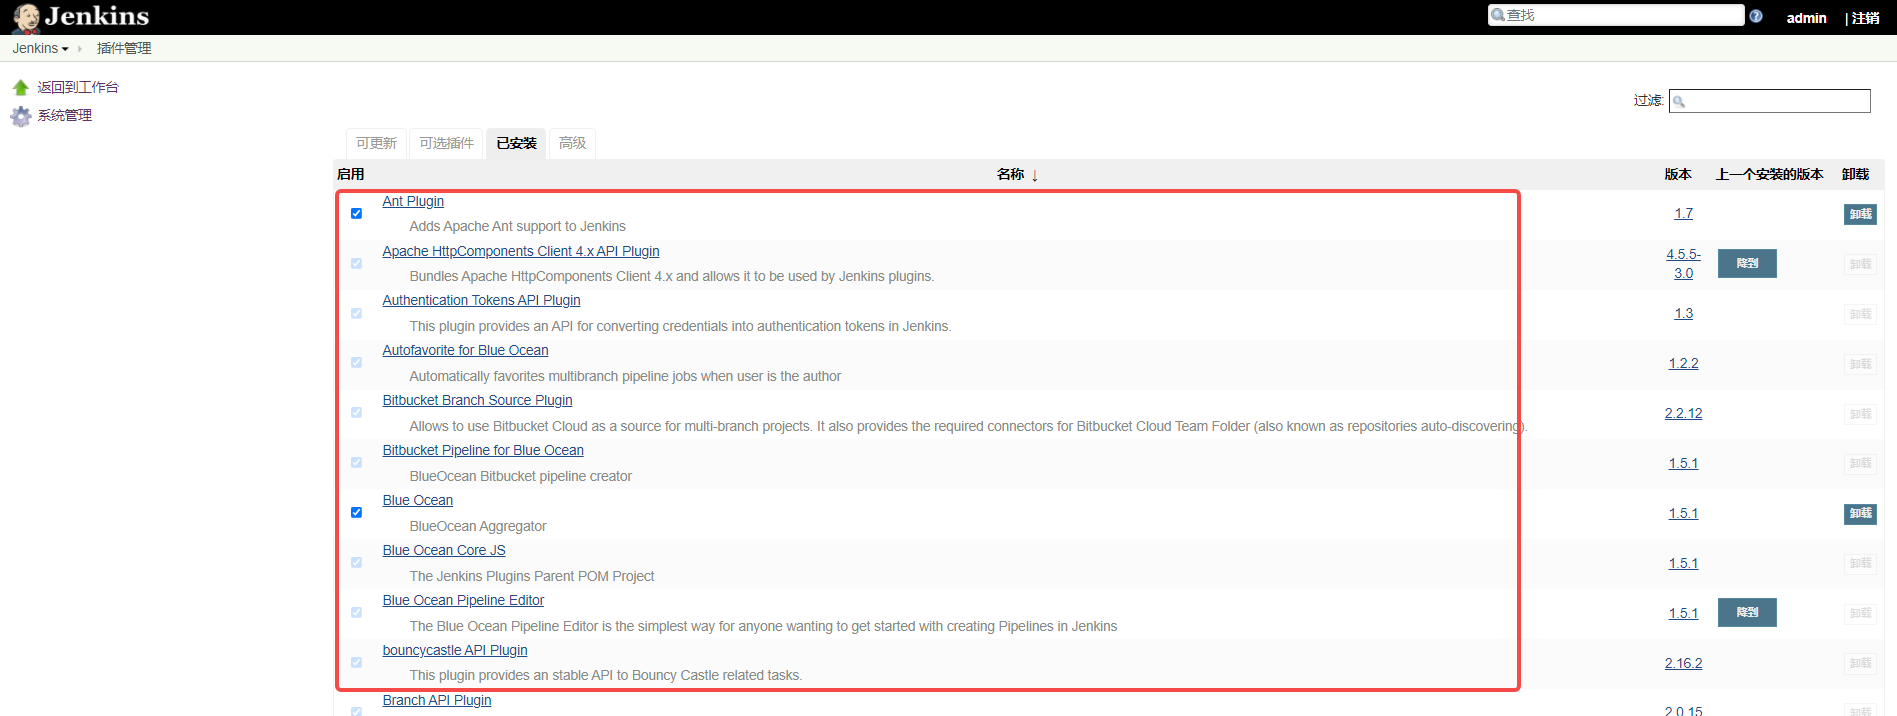 Jenkins
查找
admin
| 注销
Jenkins
插件管理
返回到工作台
系统管理
过滤:
可更新
可选插件
已安装
高级
启用
名称 ↓
版本
上一个安装的版本
卸载
Ant Plugin
Adds Apache Ant support to Jenkins
1.7
卸载
Apache HttpComponents Client 4.x API Plugin
Bundles Apache HttpComponents Client 4.x and allows it to be used by Jenkins plugins.
4.5.5-
3.0
降到
卸载
Authentication Tokens API Plugin
This plugin provides an API for converting credentials into authentication tokens in Jenkins.
1.3
卸载
Autofavorite for Blue Ocean
Automatically favorites multibranch pipeline jobs when user is the author
1.2.2
卸载
Bitbucket Branch Source Plugin
Allows to use Bitbucket Cloud as a source for multi-branch projects. It also provides the required connectors for Bitbucket Cloud Team Folder (also known as repositories auto-discovering).
2.2.12
卸载
Bitbucket Pipeline for Blue Ocean
BlueOcean Bitbucket pipeline creator
1.5.1
卸载
Blue Ocean
BlueOcean Aggregator
1.5.1
卸载
Blue Ocean Core JS
The Jenkins Plugins Parent POM Project
1.5.1
卸载
Blue Ocean Pipeline Editor
The Blue Ocean Pipeline Editor is the simplest way for anyone wanting to get started with creating Pipelines in Jenkins
1.5.1
降到
卸载
bouncycastle API Plugin
This plugin provides an stable API to Bouncy Castle related tasks.
2.16.2
卸载
Branch API Plugin
2.0.15
卸载